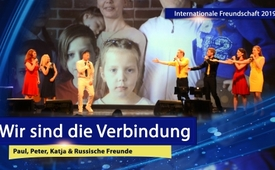 Internationale Freundschaft 2019
Wir sind die Verbindung
Paul, Peter, Katja & Russische Freunde